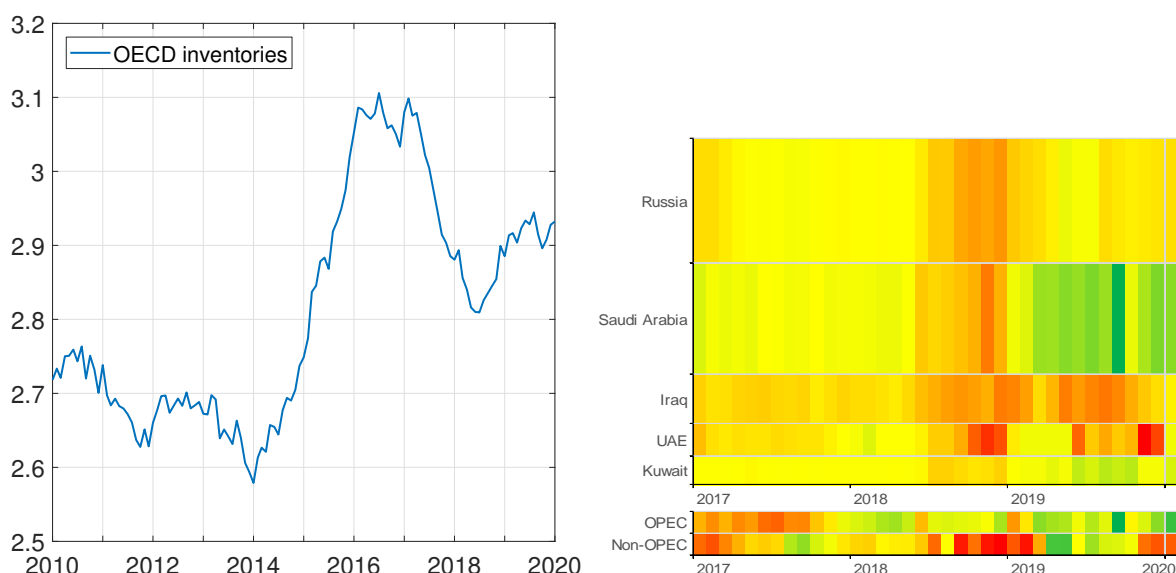 3.2
OECD inventories
3.1
3
2.9
2.8
2.7
2.6
2.5
2010 2012 2014 2016 2018 2020
Russia
Saudi Arabia
Iraq
UAE
Kuwait
2017 2018 2019
OPEC
Non-OPEC
2017 2018 2019 2020